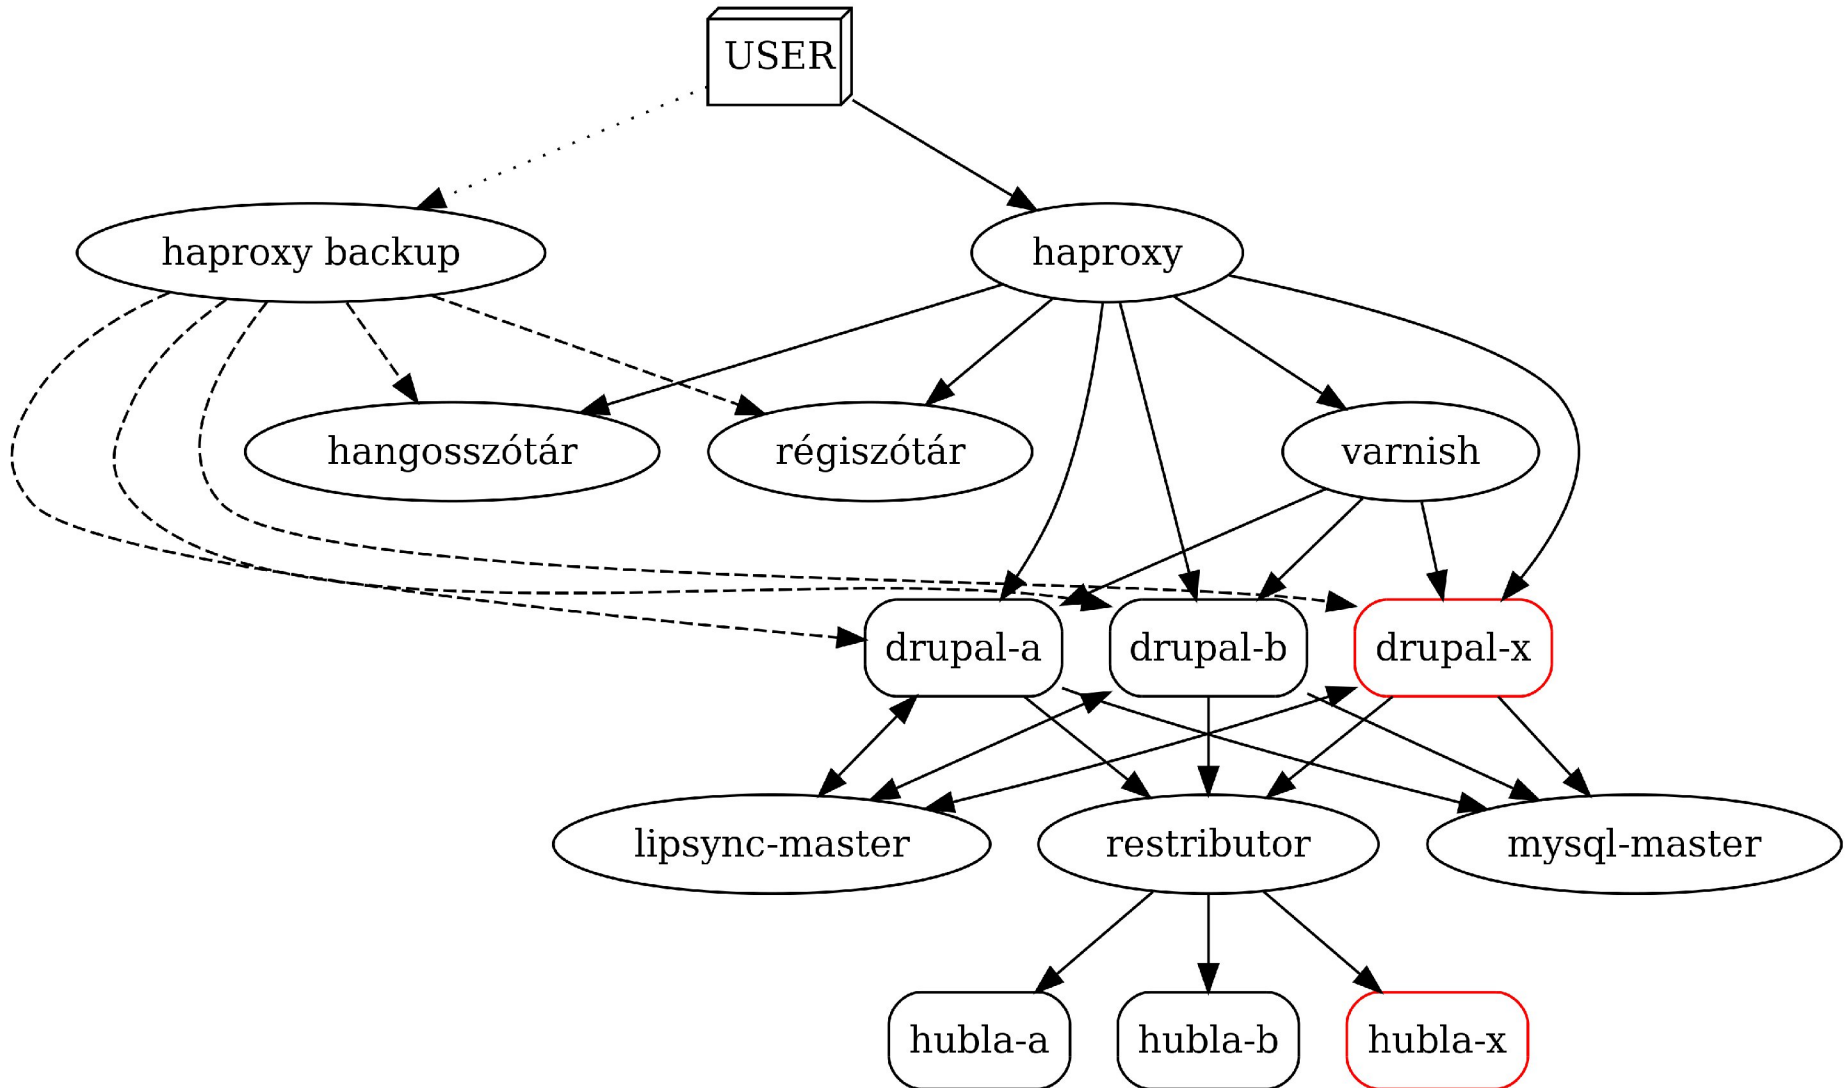 USER
haproxy backup
haproxy
hangosszótár
régiszótár
varnish
drupal-a
drupal-b
drupal-x
lipsync-master
restributor
mysql-master
hubla-a
hubla-b
hubla-x